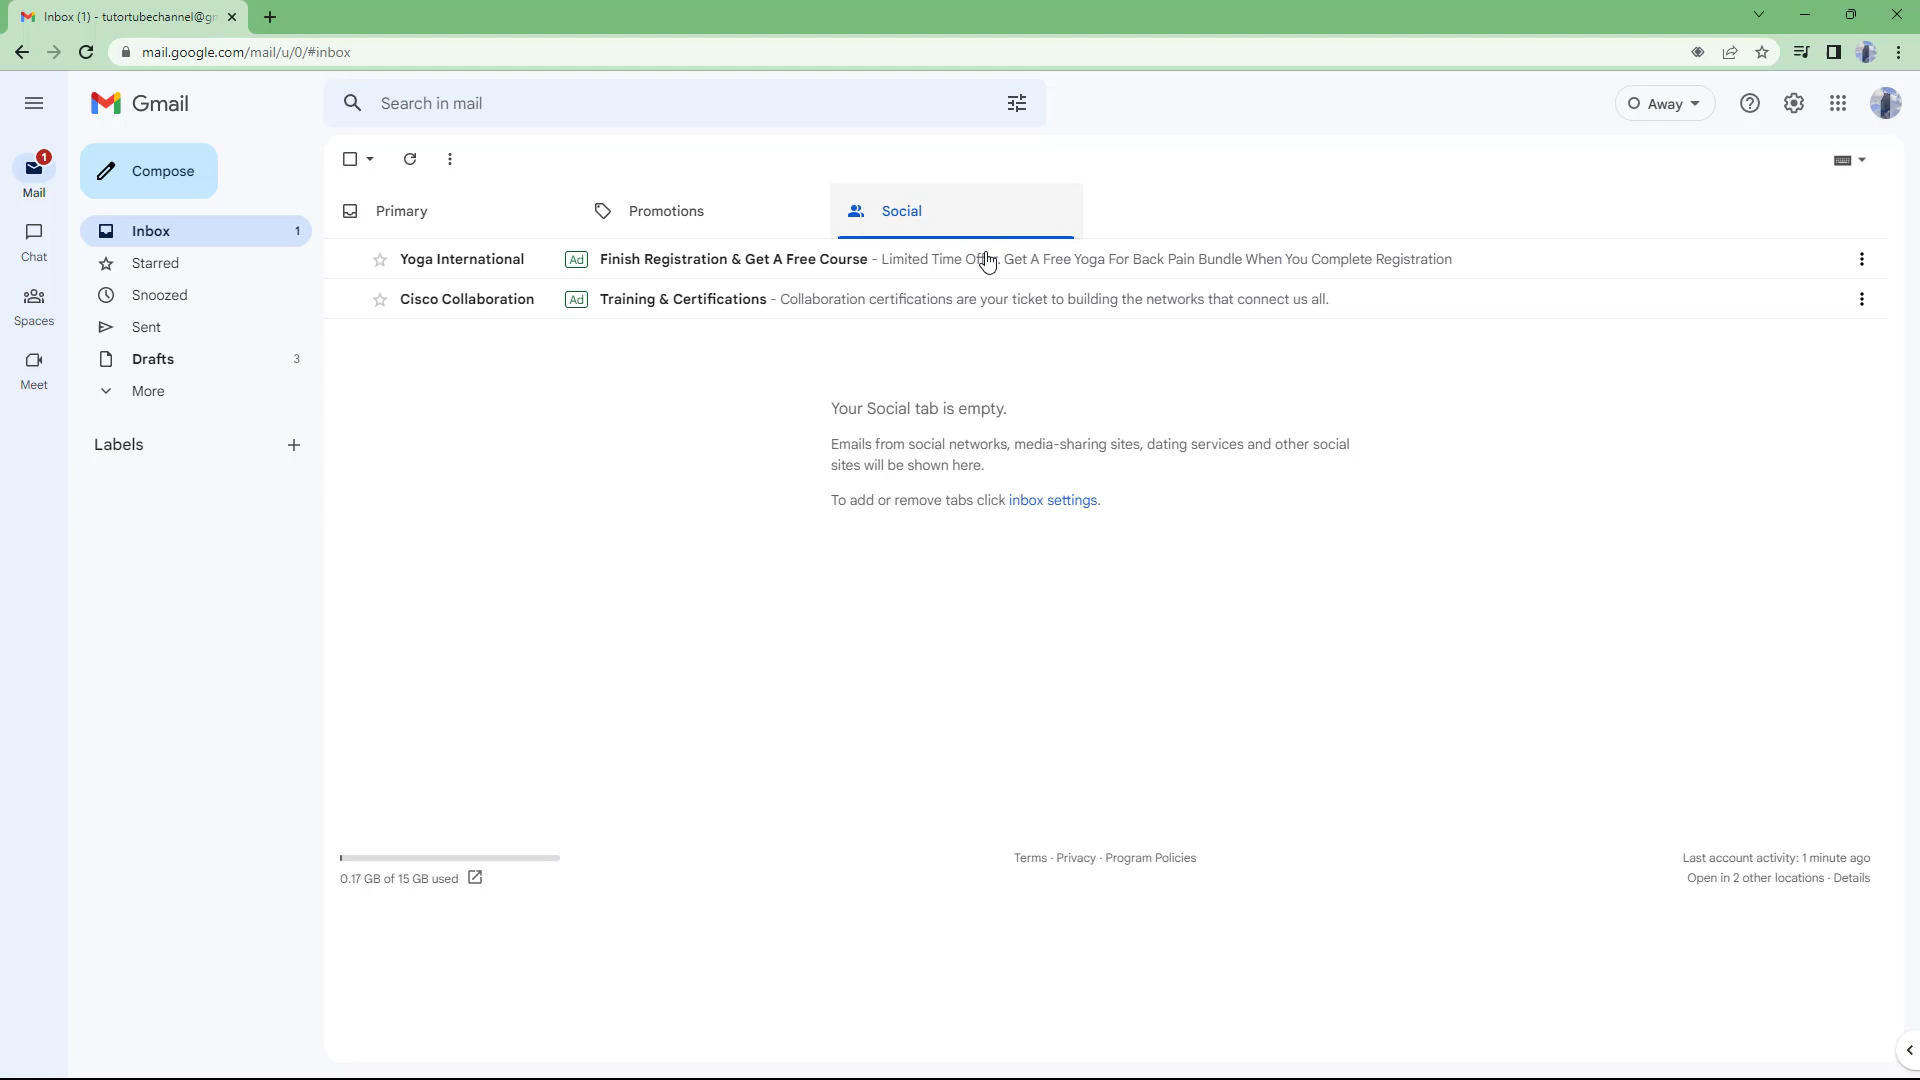 Inbox (1) - tutortubechannel@gm
mail.google.com/mail/u/0/#inbox
Gmail
Search in mail
Away
1
Mail
Chat
Spaces
Meet
Compose
Inbox 1
Starred
Snoozed
Sent
Drafts 3
More
Labels
Primary
Promotions
Social
Yoga International Ad Finish Registration & Get A Free Course - Limited Time Get A Free Yoga For Back Pain Bundle When You Complete Registration
Cisco Collaboration Ad Training & Certifications - Collaboration certifications are your ticket to building the networks that connect us all.
Your Social tab is empty.
Emails from social networks, media-sharing sites, dating services and other social
sites will be shown here.
To add or remove tabs click inbox settings.
0.17 GB of 15 GB used
Terms · Privacy · Program Policies
Last account activity: 1 minute ago
Open in 2 other locations · Details